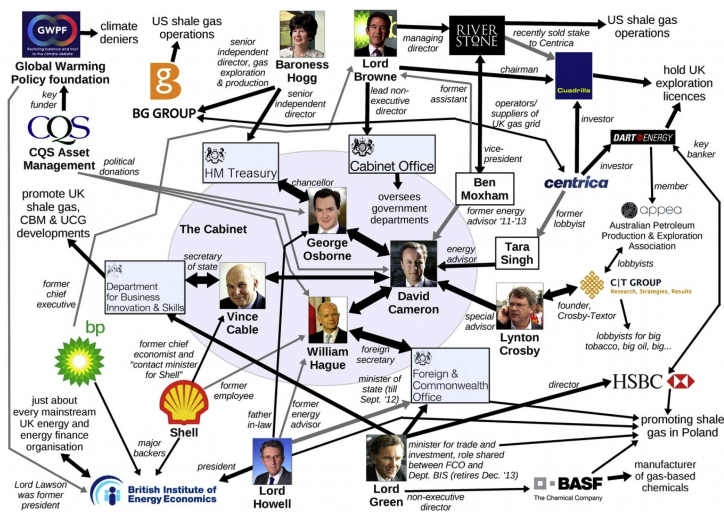 GWPF
Restoring balance and trust
to the climate debate
climate
deniers
Global Warming
Policy foundation
key
funder
CQS
CQS Asset
Management
US shale gas
operations
BG GROUP
senior
independent
director, gas
exploration
& production
Baroness
Hogg
senior
independent
director
Lord
Browne
managing
director
lead non-
executive director
RIVER
STONE
recently sold stake
to Centrica
US shale gas
operations
chairman
Cuadrilla
hold UK
exploration
licences
former
assistant
operators/
suppliers of
UK gas grid
investor
DART ENERGY
key
banker
political
donations
HM Treasury
Cabinet Office
vice-
president
centrica
investor
member
chancellor
oversees
government
departments
Ben
Moxham
former energy
advisor '11-'13
former
lobbyist
appea
Australian Petroleum
Production & Exploration
Association
promote UK
shale gas,
CBM & UCG
developments
The Cabinet
George
Osborne
energy
advisor
Tara
Singh
lobbyists
secretary
of state
Department
for Business
Innovation & Skills
Vince
Cable
David
Cameron
C|T GROUP
Research, Strategies, Results
founder,
Crosby-Textor
former
chief
executive
bp
special
advisor
Lynton
Crosby
William
Hague
foreign
secretary
lobbyists for big
tobacco, big oil, big...
former chief
economist and
"contact minister
for Shell"
minister of
state (till
Sept. '12)
Foreign &
Commonwealth
Office
director
HSBC
just about
every mainstream
UK energy and
energy finance
organisation
Shell
former
employee
father
in-law
former
energy
advisor
promoting shale
gas in Poland
major
backers
minister for trade and
investment, role shared
between FCO and
Dept. BIS (retires Dec. '13)
president
Lord Lawson
was former
president
British Institute of
Energy Economics
Lord
Howell
Lord
Green
non-executive
director
BASF
The Chemical Company
manufacturer
of gas-based
chemicals